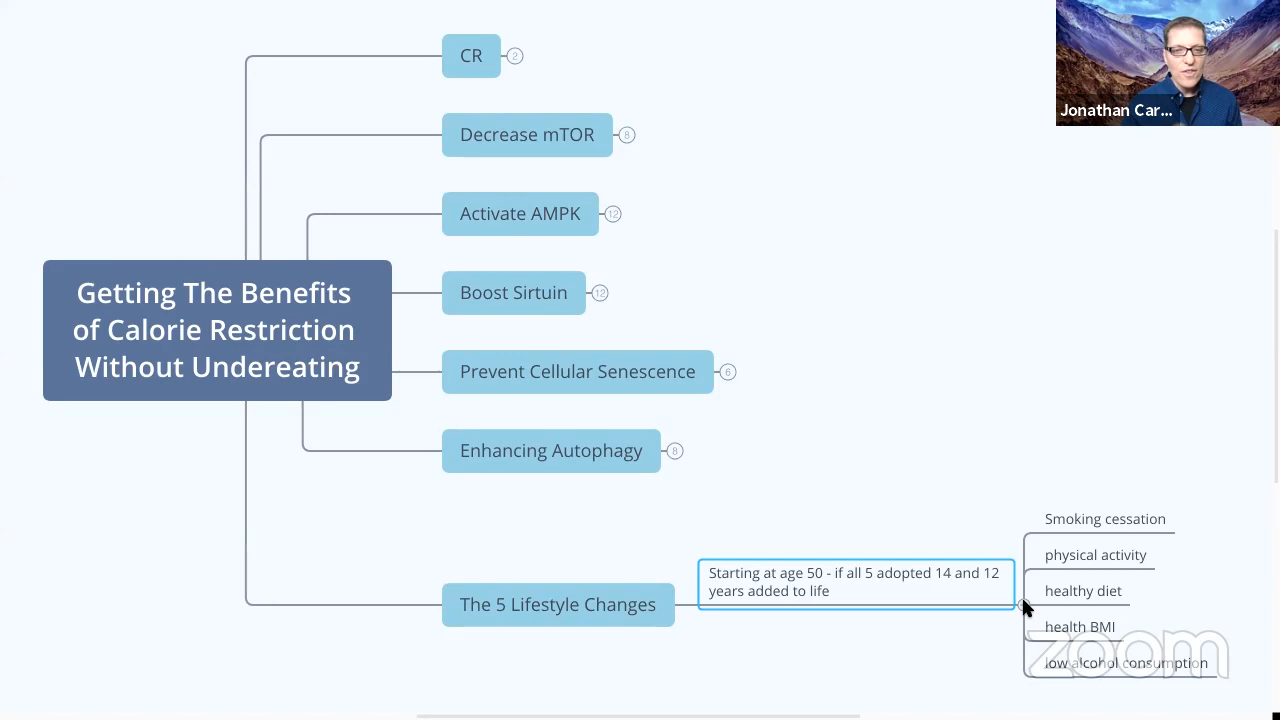 CR
2
Jonathan Car...
Decrease mTOR
8
Activate AMPK
12
Getting The Benefits
of Calorie Restriction
Without Undereating
Boost Sirtuin
12
Prevent Cellular Senescence
6
Enhancing Autophagy
8
The 5 Lifestyle Changes
Starting at age 50 - if all 5 adopted 14 and 12
years added to life
Smoking cessation
physical activity
healthy diet
health BMI
low alcohol consumption
zoom